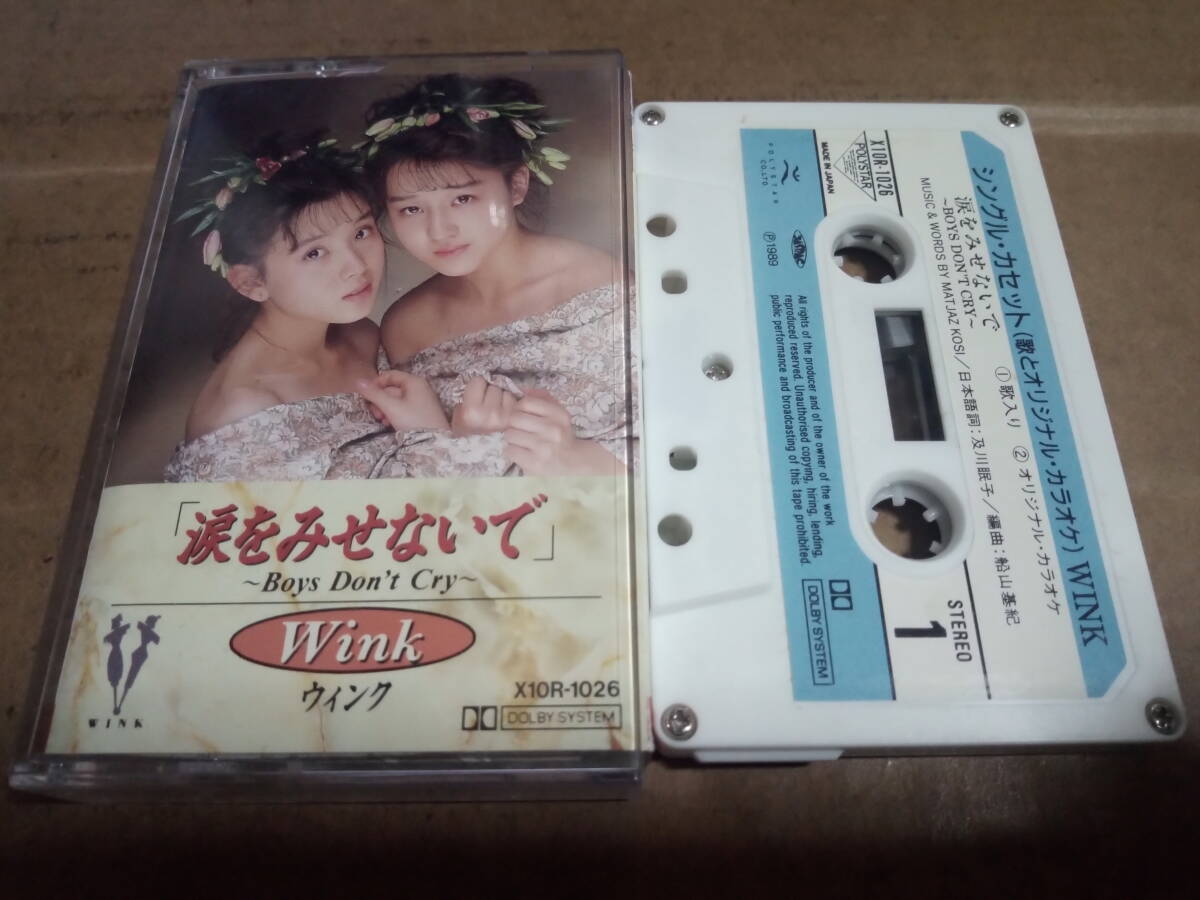 「涙をみせないで」
~Boys Don't Cry~
Wink
ウィンク
WINK
X10R-1026
DOLBY SYSTEM
シングル・カセット(歌とオリジナル・カラオケ) WINK
①歌入り ②オリジナル・カラオケ
涙をみせないで
~BOYS DON'T CRY~
MUSIC & WORDS BY MATJAZ KOSI/日本語詞:及川眠子/編曲:船山基紀
X10R-1026
POLYSTAR
MADE IN JAPAN
POLYSTAR
CO.,LTD.
Ⓟ1989
All rights of the producer and of the owner of the work
reproduced reserved. Unauthorised copying, hiring, lending,
public performance and broadcasting of this tape prohibited.
DOLBY SYSTEM
STEREO
1